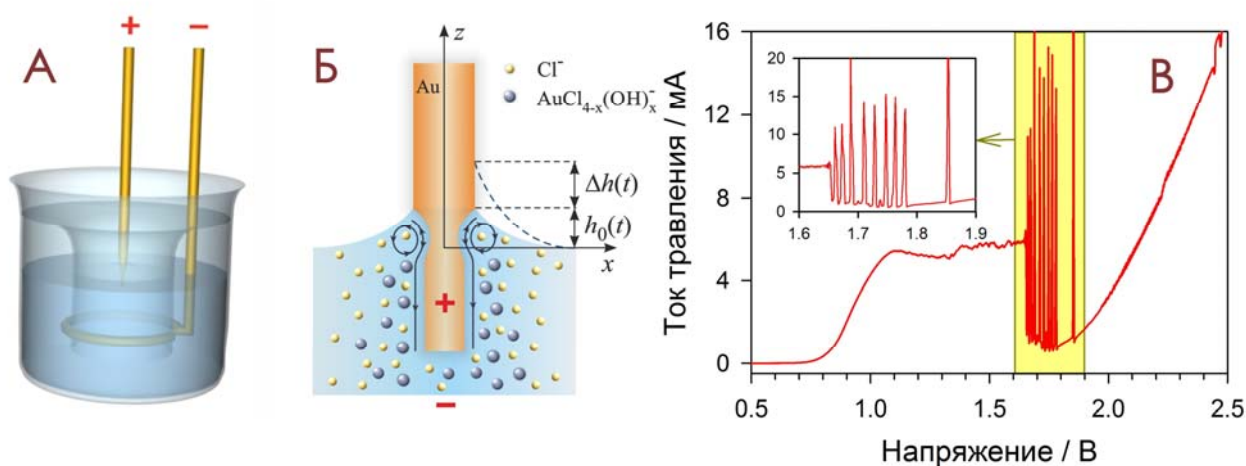 А
+
−
Б
z
Au
Cl⁻
AuCl₄₋ₓ(OH)ₓ⁻
Δh(t)
h₀(t)
x
+
−
В
Ток травления / мА
16
12
8
4
0
20
15
10
5
0
1.6 1.7 1.8 1.9
0.5 1.0 1.5 2.0 2.5
Напряжение / В